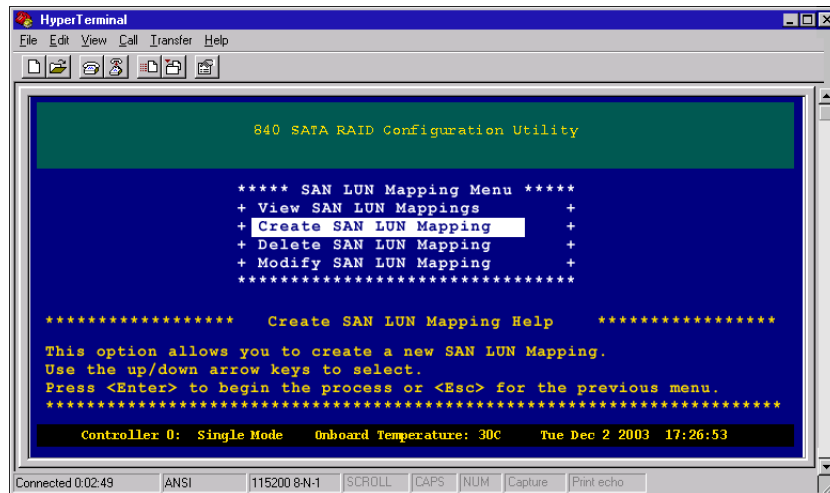 HyperTerminal
File Edit View Call Transfer Help
840 SATA RAID Configuration Utility
***** SAN LUN Mapping Menu *****
+ View SAN LUN Mappings +
+ Create SAN LUN Mapping +
+ Delete SAN LUN Mapping +
+ Modify SAN LUN Mapping +
********************************
****************** Create SAN LUN Mapping Help *****************
This option allows you to create a new SAN LUN Mapping.
Use the up/down arrow keys to select.
Press <Enter> to begin the process or <Esc> for the previous menu.
**********************************************************************
Controller 0: Single Mode Onboard Temperature: 30C Tue Dec 2 2003 17:26:53
Connected 0:02:49 ANSI 115200 8-N-1 SCROLL CAPS NUM Capture Print echo